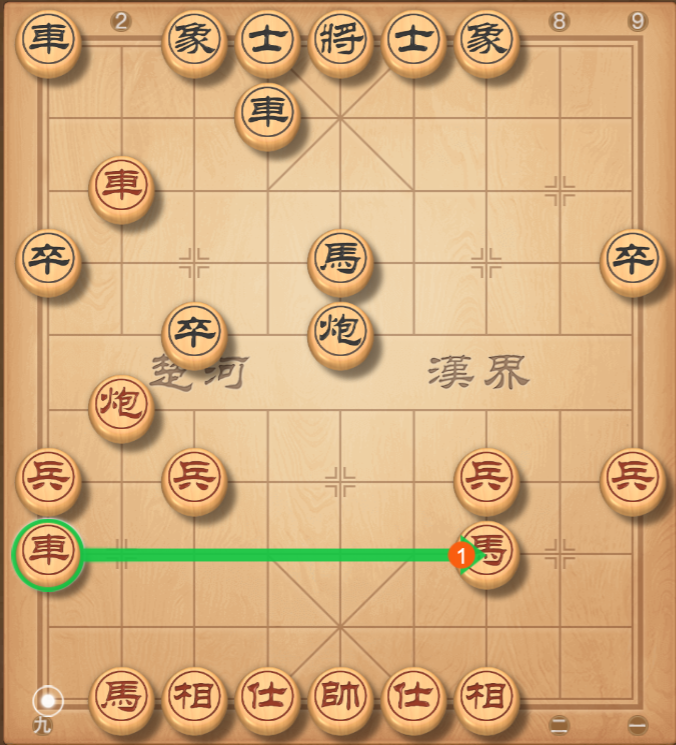 2 8 9
車 象 士 將 士 象
車
車
卒 馬 卒
卒 炮
楚河 漢界
炮
兵 兵 兵 兵
車 1 馬
馬 相 仕 帥 仕 相
九 二 一